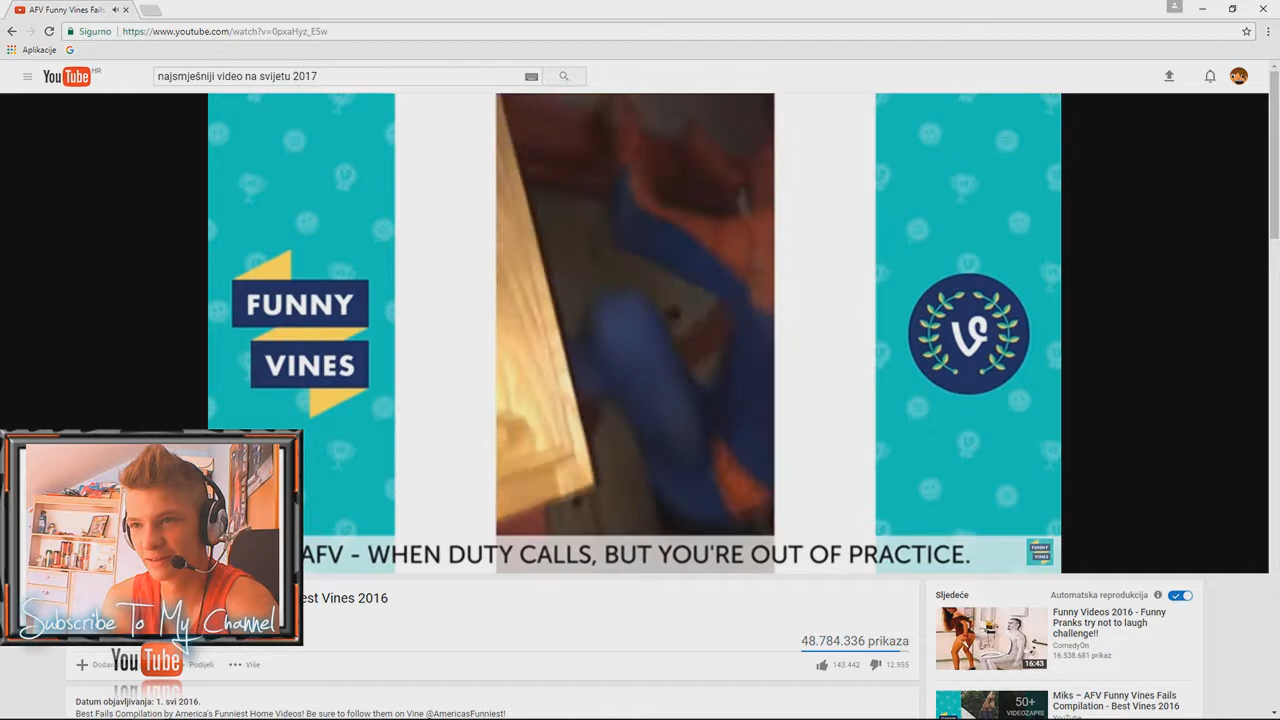 AFV Funny Vines Fails
Sigurno
https://www.youtube.com/watch?v=0pxaHyz_E5w
Aplikacije
YouTube HR
najsmješniji video na svijetu 2017
FUNNY
VINES
AFV - WHEN DUTY CALLS, BUT YOU'RE OUT OF PRACTICE.
FUNNY
VINES
Subscribe To My Channel
YouTube
est Vines 2016
48.784.336 prikaza
Podijeli
Više
143.442
12.955
Datum objavljivanja: 1. svi 2016.
Best Fails Compilation by America's Funniest Home Videos! Be sure to follow them on Vine @AmericasFunniest!
Sljedeće
Automatska reprodukcija
Funny Videos 2016 - Funny
Pranks try not to laugh
challenge!!
ComedyOn
16.538.681 prikaz
16:43
Miks – AFV Funny Vines Fails
Compilation - Best Vines 2016
YouTube
50+
VIDEOZAPIS